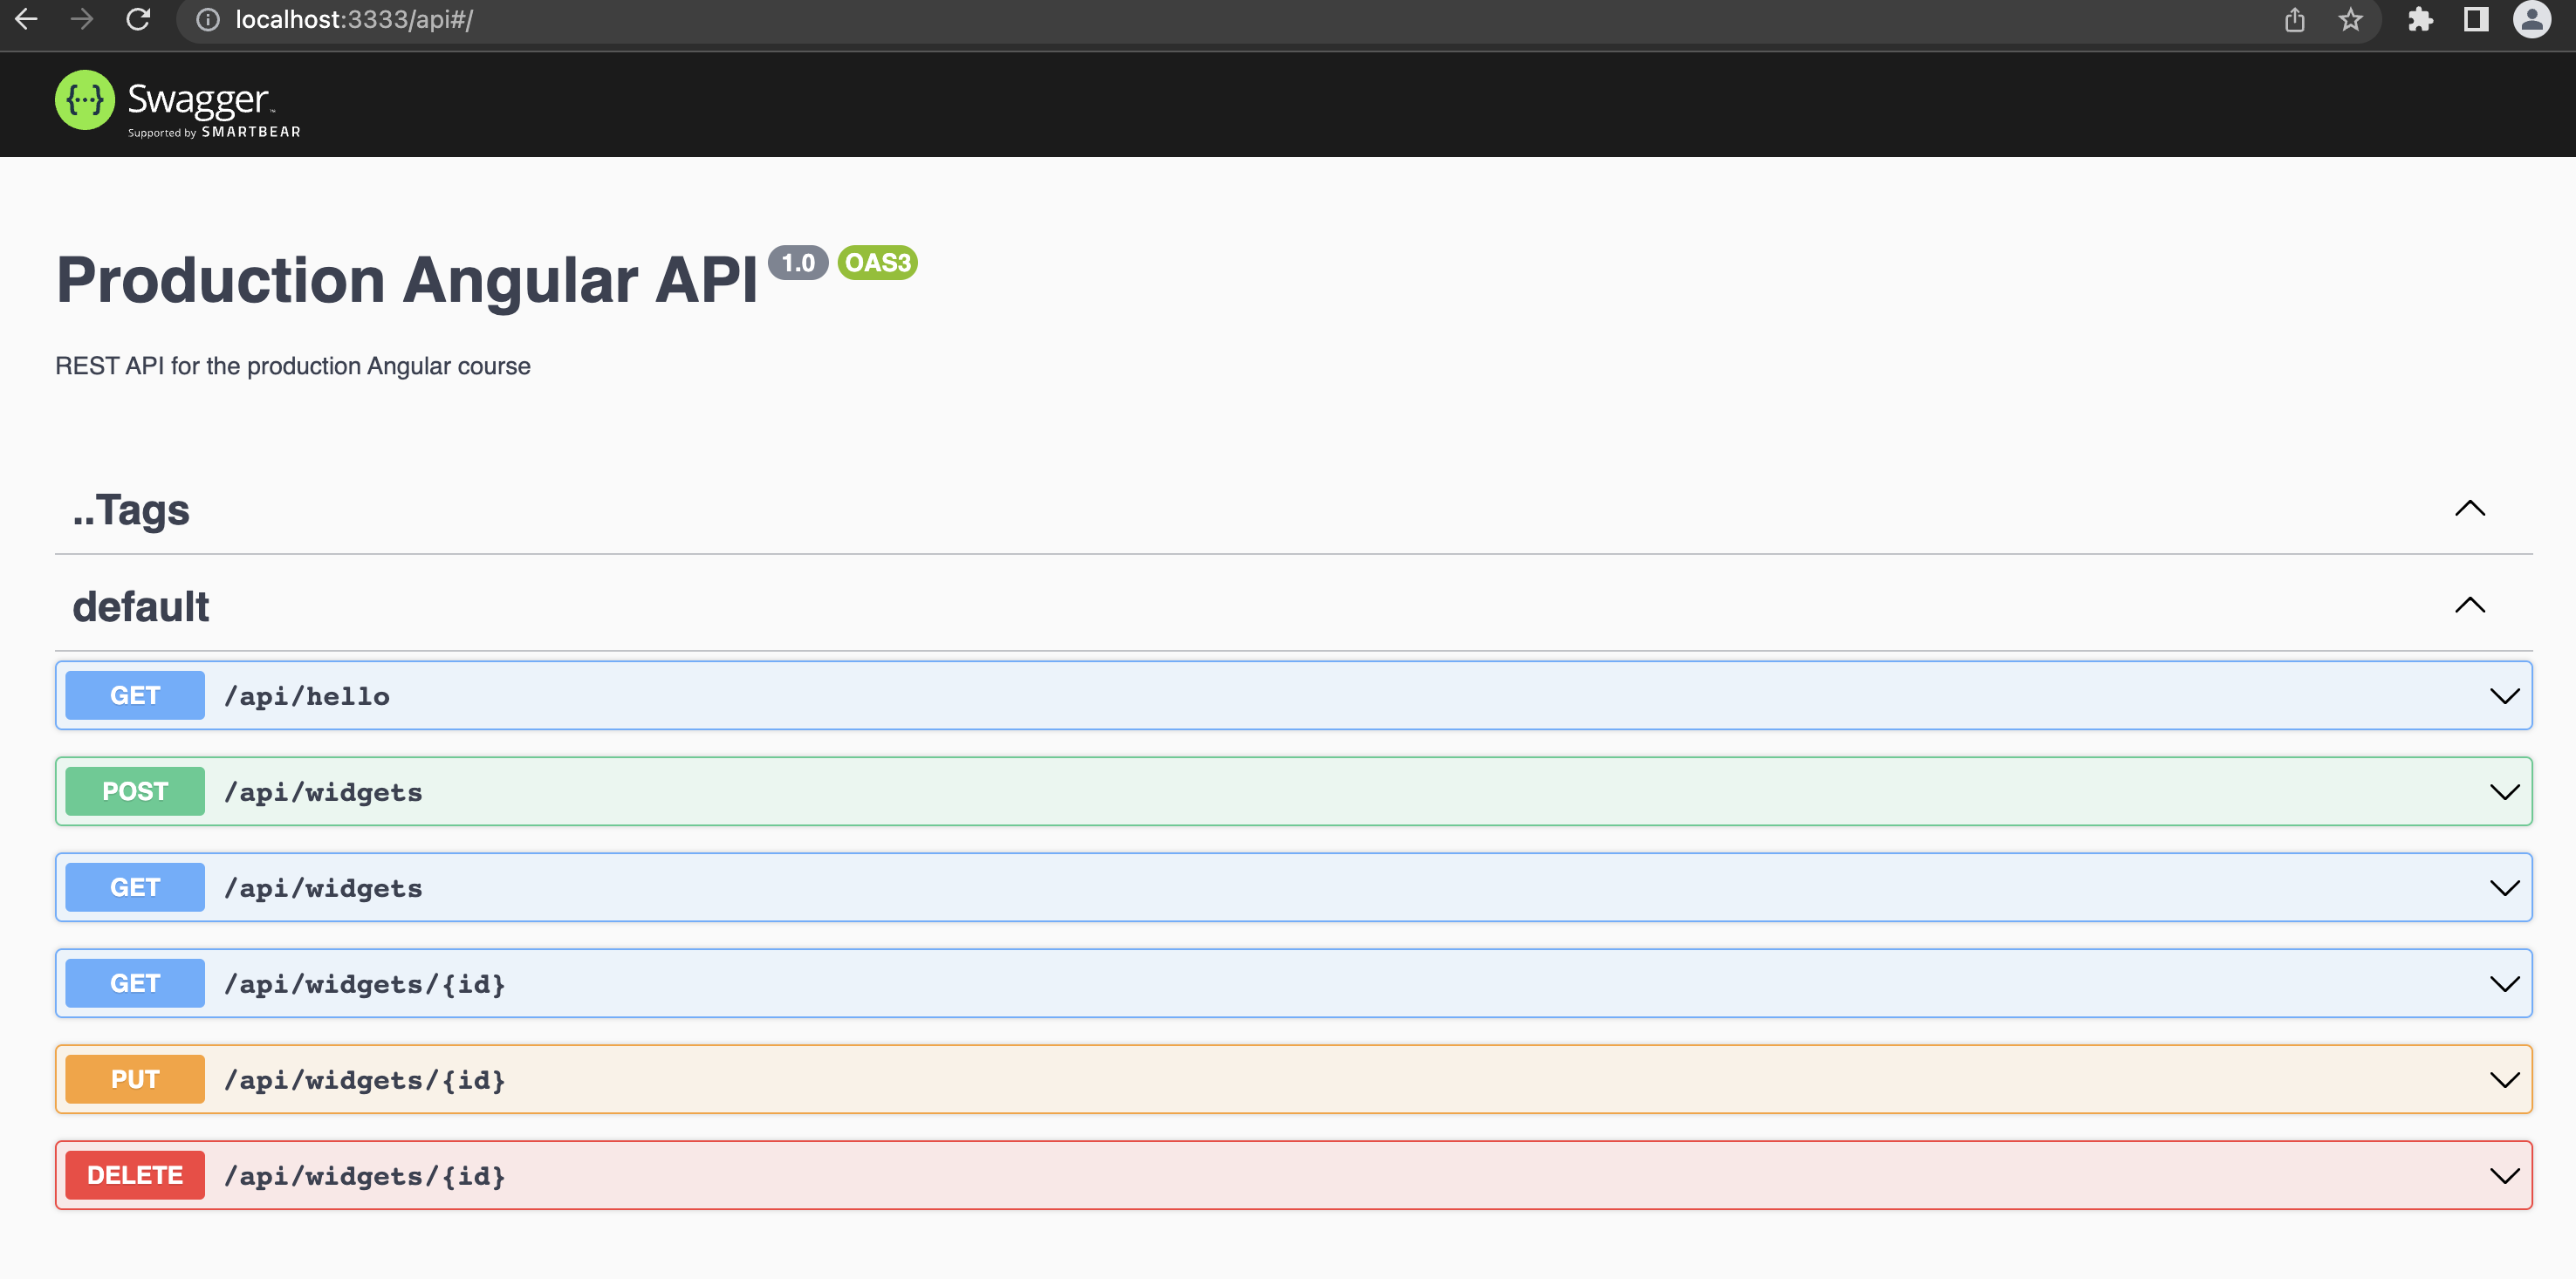 localhost:3333/api#/
{...} Swagger™
Supported by SMARTBEAR
Production Angular API 1.0 OAS3
REST API for the production Angular course
..Tags
default
GET /api/hello
POST /api/widgets
GET /api/widgets
GET /api/widgets/{id}
PUT /api/widgets/{id}
DELETE /api/widgets/{id}